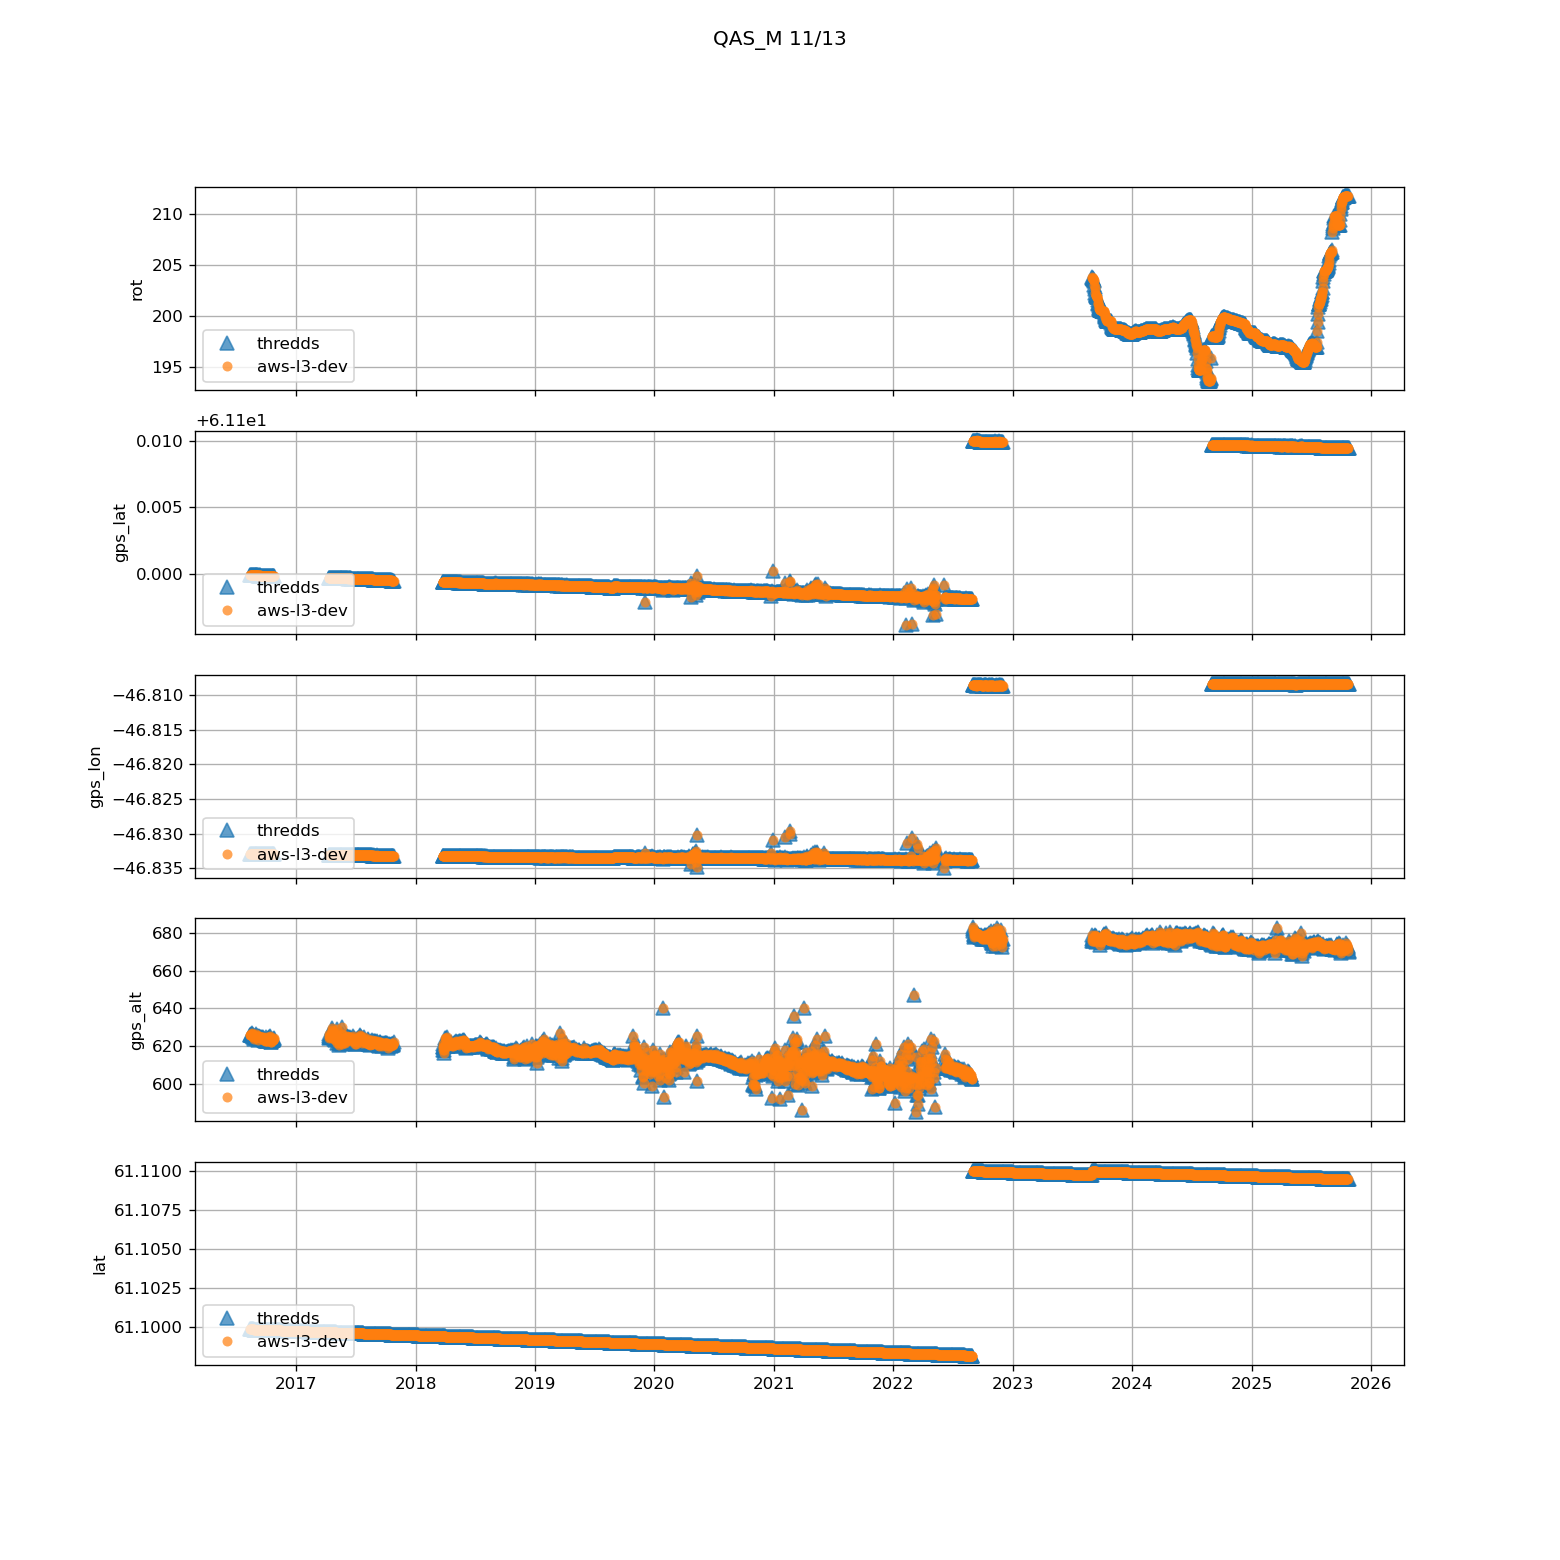 QAS_M 11/13
210
205
200
195
rot
thredds
aws-l3-dev
+6.11e1
0.010
0.005
0.000
gps_lat
thredds
aws-l3-dev
−46.810
−46.815
−46.820
−46.825
−46.830
−46.835
gps_lon
thredds
aws-l3-dev
680
660
640
620
600
gps_alt
thredds
aws-l3-dev
61.1100
61.1075
61.1050
61.1025
61.1000
lat
thredds
aws-l3-dev
2017 2018 2019 2020 2021 2022 2023 2024 2025 2026